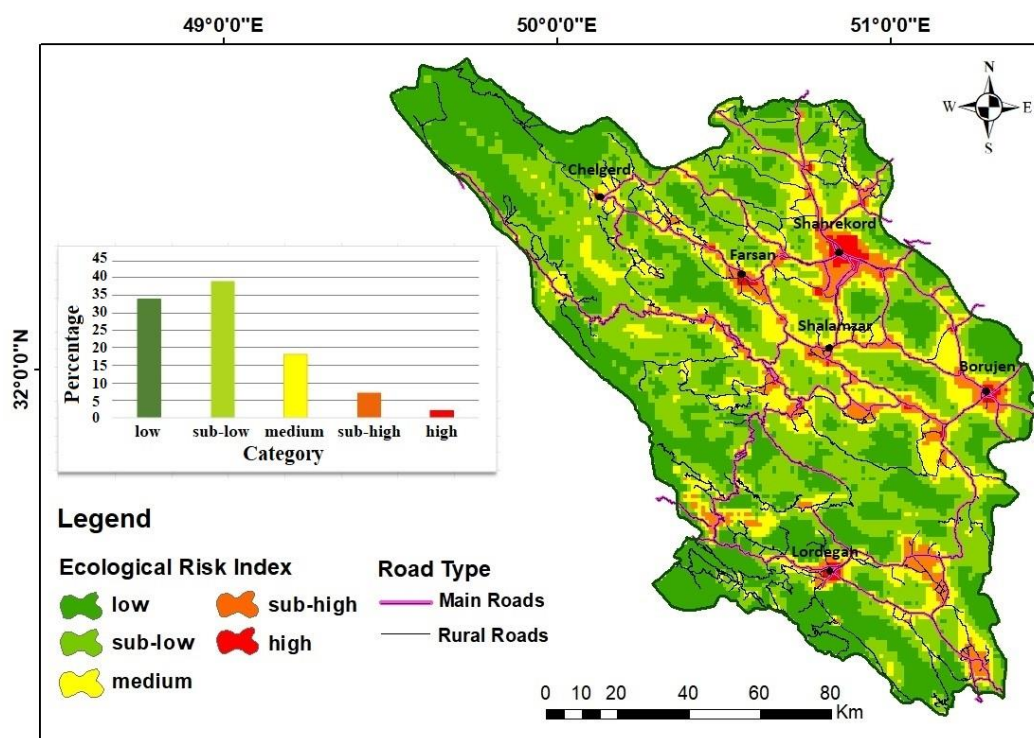 49°0'0"E 50°0'0"E 51°0'0"E
N
W E
S
Chelgerd
Shahrekord
Farsan
Shalamzar
Borujen
Lordegan
32°0'0"N
45
40
35
30
25
20
15
10
5
0
Percentage
low sub-low medium sub-high high
Category
Legend
Ecological Risk Index
low
sub-low
medium
sub-high
high
Road Type
Main Roads
Rural Roads
0 10 20 40 60 80
Km